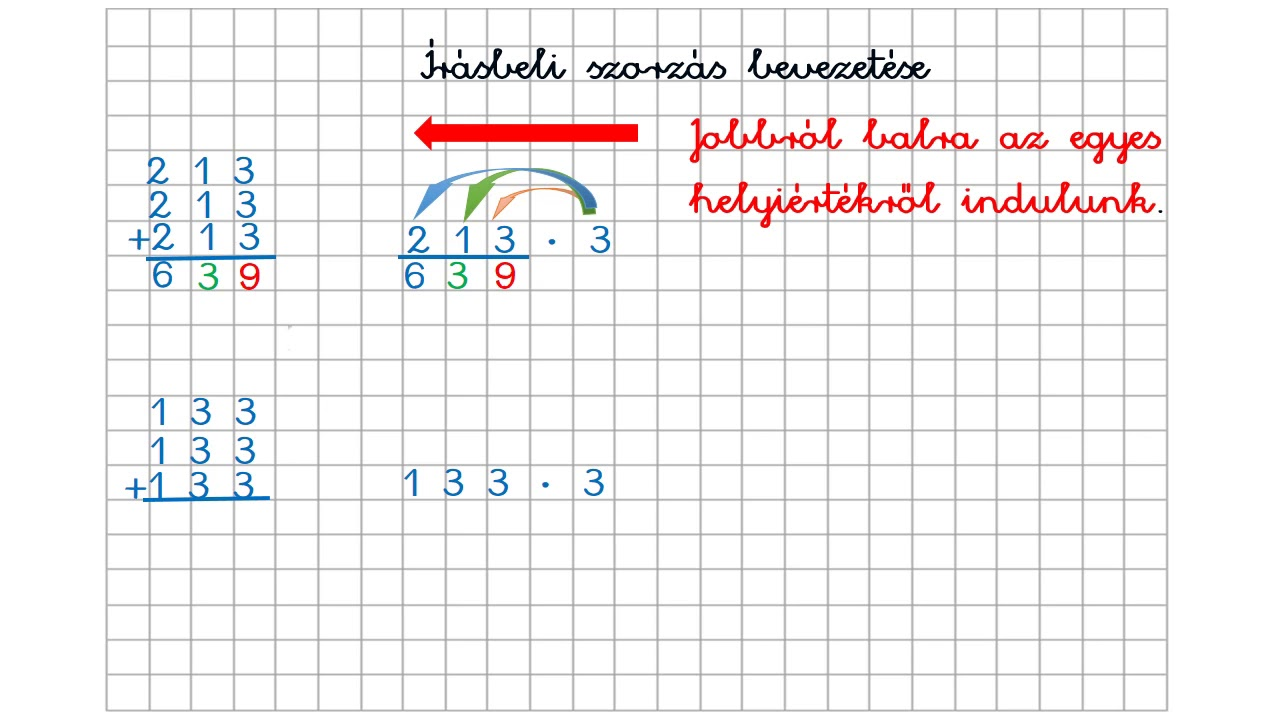 Írásbeli szorzás bevezetése
Jobbról balra az egyes
helyiértékről indulunk.
2 1 3
2 1 3
+2 1 3
6 3 9
2 1 3 · 3
6 3 9
1 3 3
1 3 3
+1 3 3
1 3 3 · 3